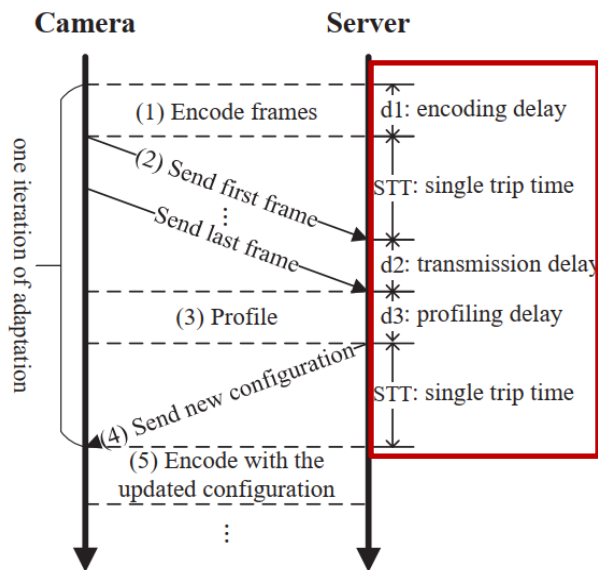 Camera
Server
(1) Encode frames
d1: encoding delay
(2) Send first frame
STT: single trip time
⋮
Send last frame
d2: transmission delay
one iteration of adaptation
(3) Profile
d3: profiling delay
(4) Send new configuration
STT: single trip time
(5) Encode with the
updated configuration
⋮